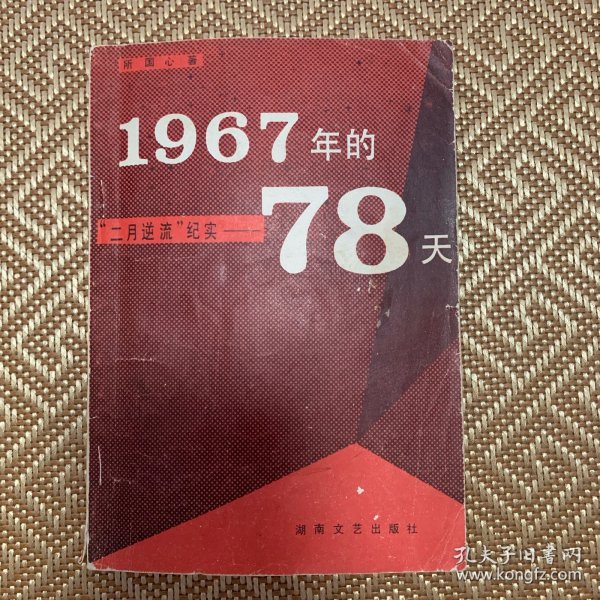 师国心著
1967年的
"二月逆流"纪实——
78天
湖南文艺出版社
孔夫子旧书网
www.kongfz.com